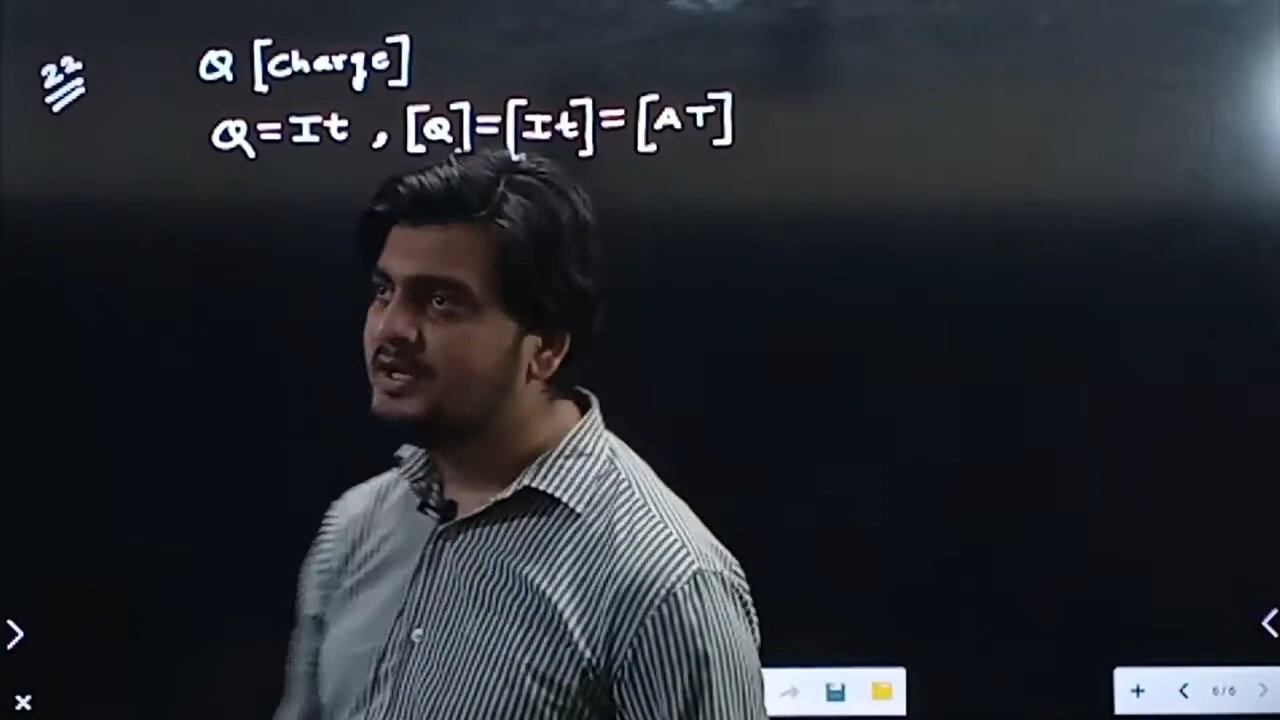 22 Q [Charge]
Q=It , [Q]=[It]=[AT]
6/6